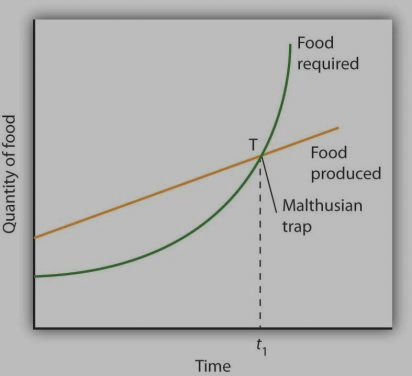 Food
required
T
Food
produced
Malthusian
trap
Quantity of food
t1
Time